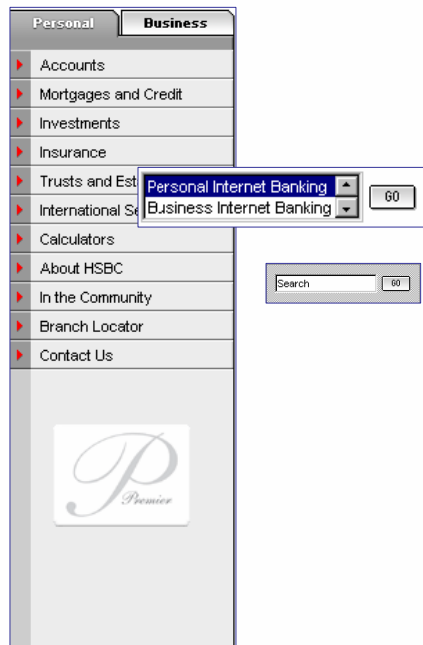 Personal Business
Accounts
Mortgages and Credit
Investments
Insurance
Trusts and Est
Personal Internet Banking
GO
International Se
Business Internet Banking
Calculators
About HSBC
Search GO
In the Community
Branch Locator
Contact Us
P
Premier